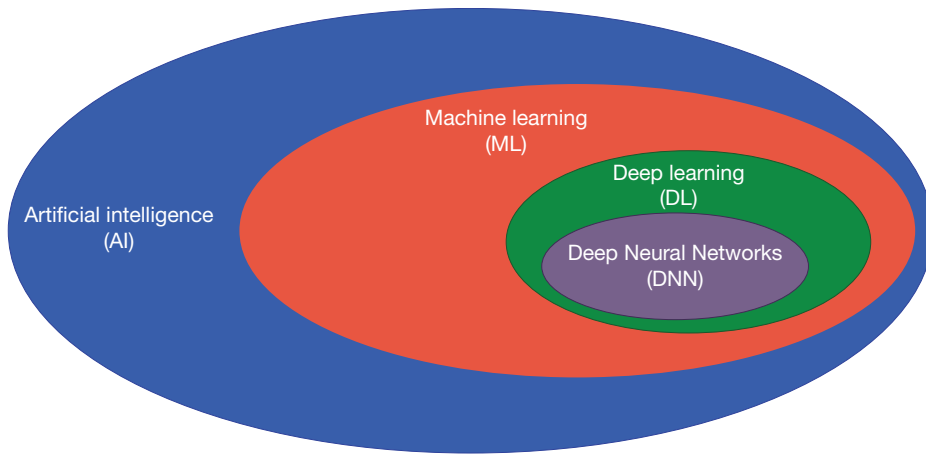 Machine learning
(ML)
Deep learning
(DL)
Artificial intelligence
(AI)
Deep Neural Networks
(DNN)